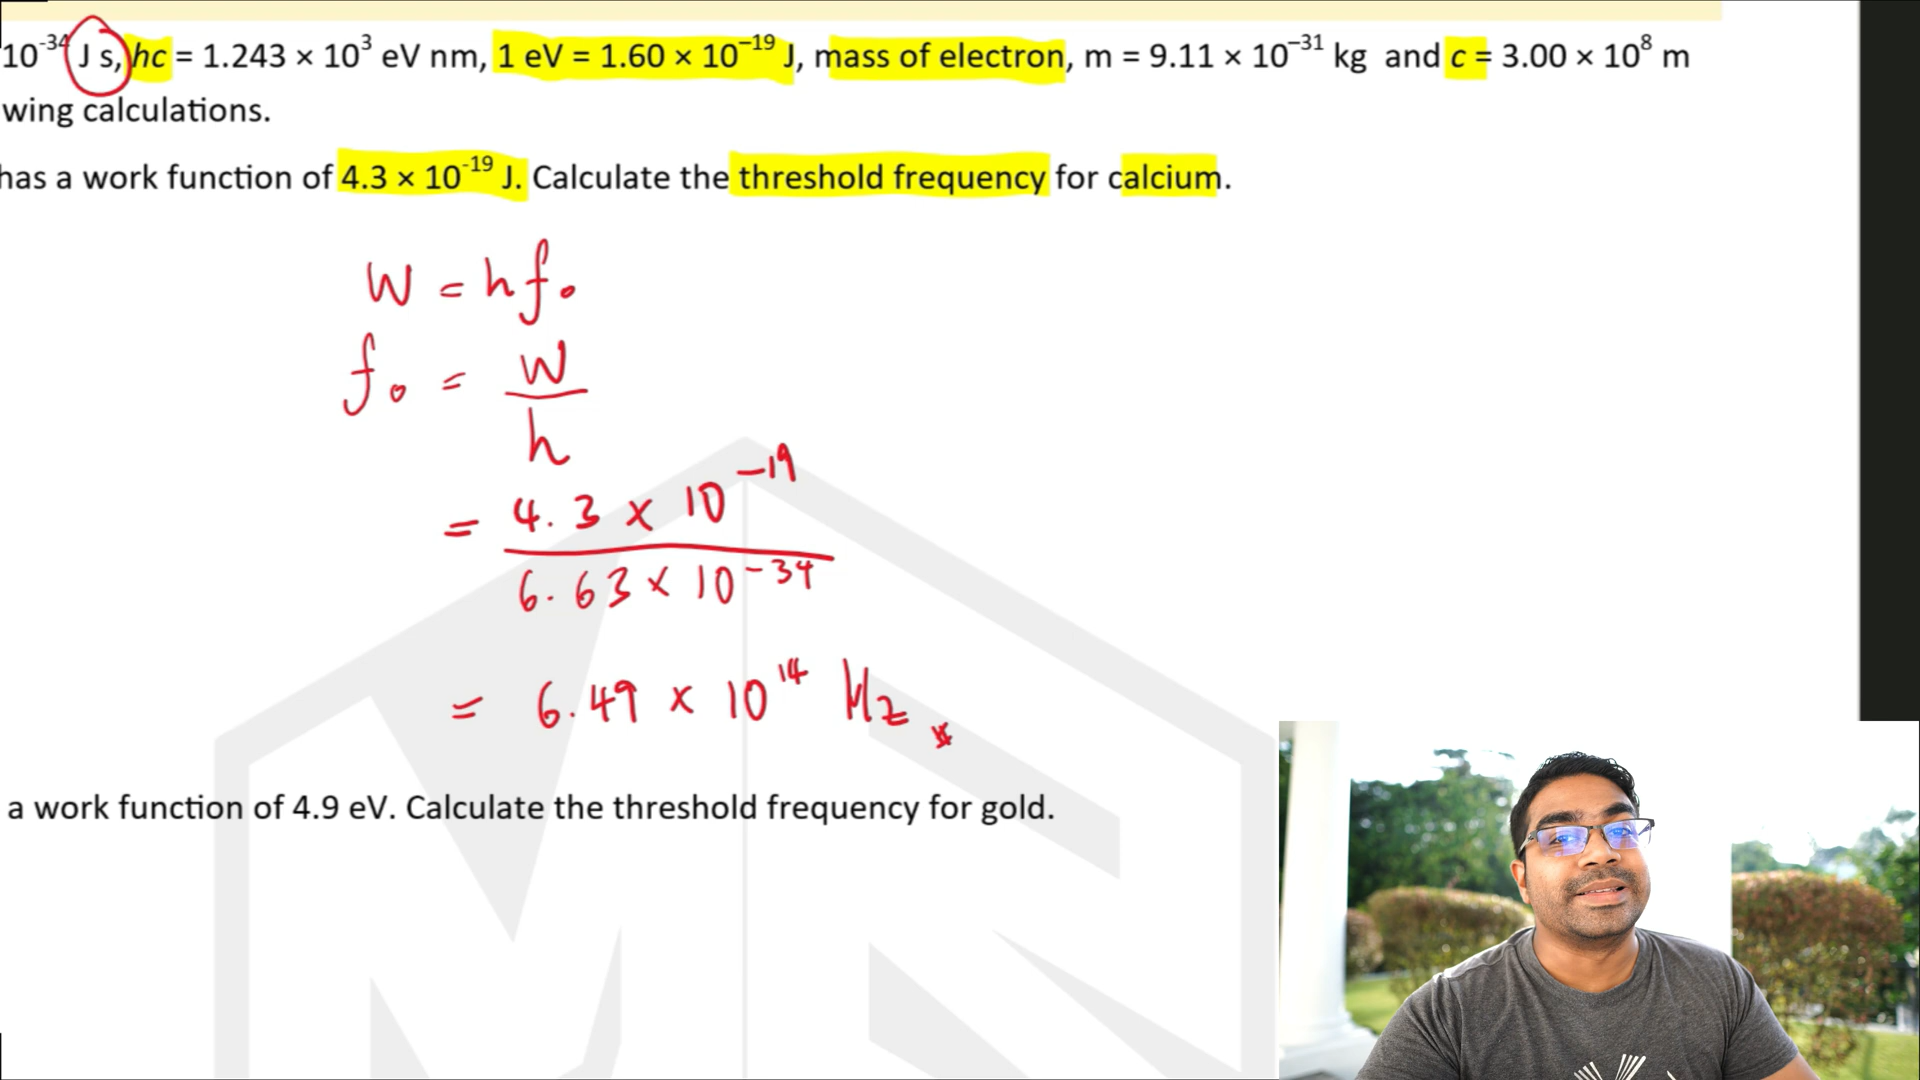 10⁻³⁴ J s, hc = 1.243 × 10³ eV nm, 1 eV = 1.60 × 10⁻¹⁹ J, mass of electron, m = 9.11 × 10⁻³¹ kg and c = 3.00 × 10⁸ m
wing calculations.
has a work function of 4.3 × 10⁻¹⁹ J. Calculate the threshold frequency for calcium.
W = hf₀
f₀ = W/h
= 4.3 × 10⁻¹⁹
6.63 × 10⁻³⁴
= 6.49 × 10¹⁴ Hz
a work function of 4.9 eV. Calculate the threshold frequency for gold.